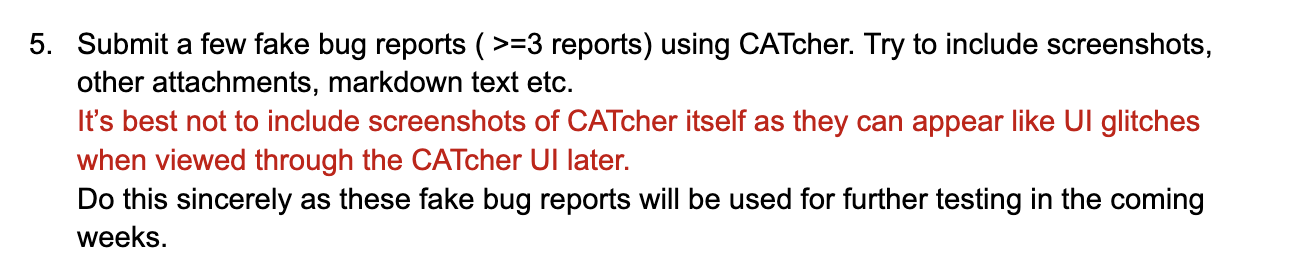 5. Submit a few fake bug reports ( >=3 reports) using CATcher. Try to include screenshots,
other attachments, markdown text etc.
It’s best not to include screenshots of CATcher itself as they can appear like UI glitches
when viewed through the CATcher UI later.
Do this sincerely as these fake bug reports will be used for further testing in the coming
weeks.